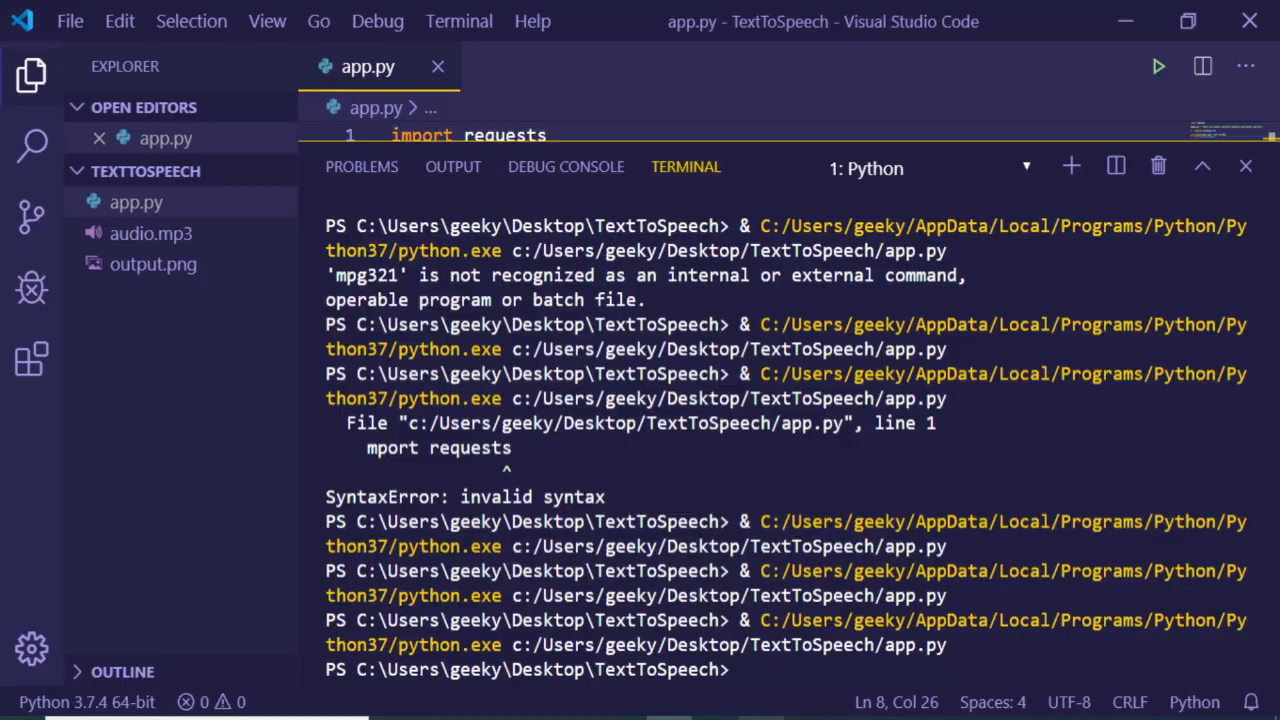 File Edit Selection View Go Debug Terminal Help app.py - TextToSpeech - Visual Studio Code
EXPLORER
OPEN EDITORS
app.py
TEXTTOSPEECH
app.py
audio.mp3
output.png
OUTLINE
app.py
app.py > ...
1 import requests
PROBLEMS OUTPUT DEBUG CONSOLE TERMINAL 1: Python
PS C:\Users\geeky\Desktop\TextToSpeech> & C:/Users/geeky/AppData/Local/Programs/Python/Py
thon37/python.exe c:/Users/geeky/Desktop/TextToSpeech/app.py
'mpg321' is not recognized as an internal or external command,
operable program or batch file.
PS C:\Users\geeky\Desktop\TextToSpeech> & C:/Users/geeky/AppData/Local/Programs/Python/Py
thon37/python.exe c:/Users/geeky/Desktop/TextToSpeech/app.py
PS C:\Users\geeky\Desktop\TextToSpeech> & C:/Users/geeky/AppData/Local/Programs/Python/Py
thon37/python.exe c:/Users/geeky/Desktop/TextToSpeech/app.py
File "c:/Users/geeky/Desktop/TextToSpeech/app.py", line 1
mport requests
^
SyntaxError: invalid syntax
PS C:\Users\geeky\Desktop\TextToSpeech> & C:/Users/geeky/AppData/Local/Programs/Python/Py
thon37/python.exe c:/Users/geeky/Desktop/TextToSpeech/app.py
PS C:\Users\geeky\Desktop\TextToSpeech> & C:/Users/geeky/AppData/Local/Programs/Python/Py
thon37/python.exe c:/Users/geeky/Desktop/TextToSpeech/app.py
PS C:\Users\geeky\Desktop\TextToSpeech> & C:/Users/geeky/AppData/Local/Programs/Python/Py
thon37/python.exe c:/Users/geeky/Desktop/TextToSpeech/app.py
PS C:\Users\geeky\Desktop\TextToSpeech>
Python 3.7.4 64-bit 0 0 Ln 8, Col 26 Spaces: 4 UTF-8 CRLF Python